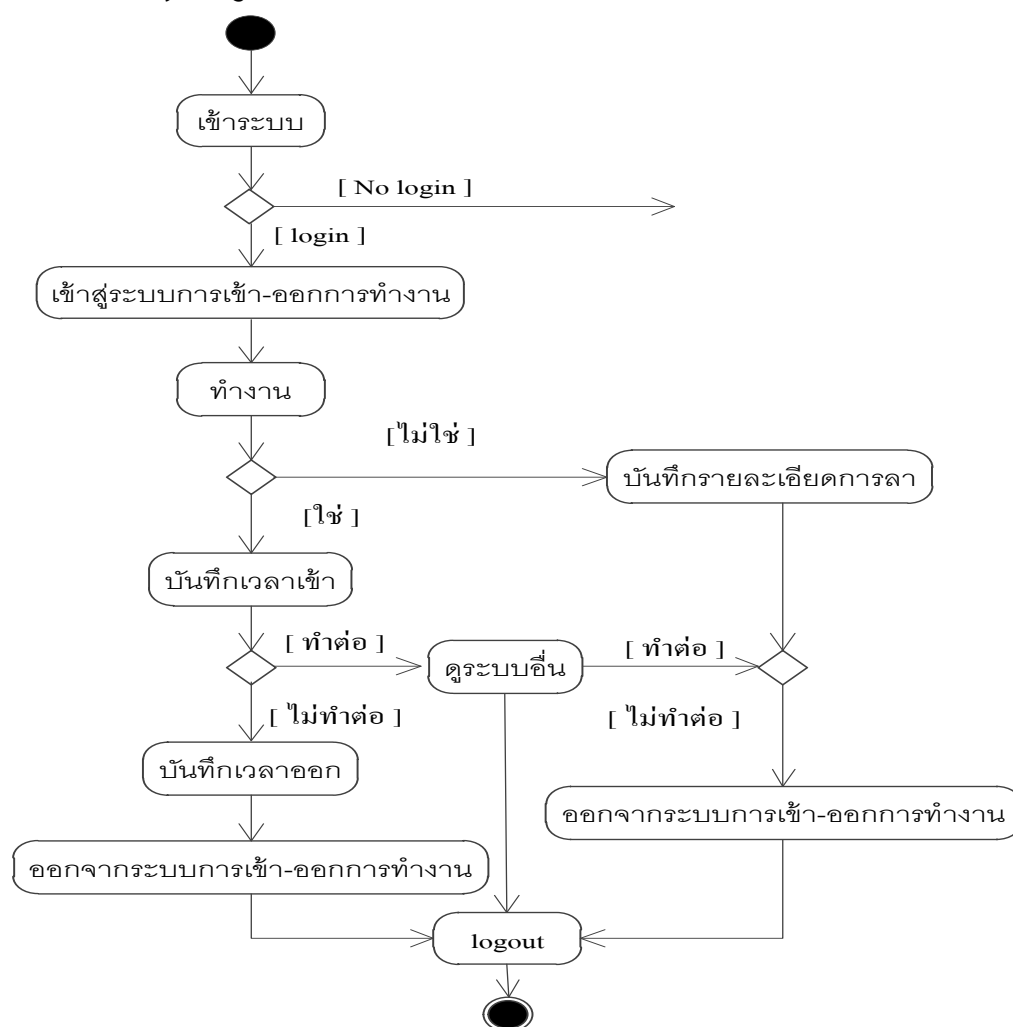 เข้าระบบ
[ No login ]
[ login ]
เข้าสู่ระบบการเข้า-ออกการทำงาน
ทำงาน
[ไม่ใช่ ]
บันทึกรายละเอียดการลา
[ใช่ ]
บันทึกเวลาเข้า
[ ทำต่อ ]
ดูระบบอื่น
[ ทำต่อ ]
[ ไม่ทำต่อ ]
[ ไม่ทำต่อ ]
บันทึกเวลาออก
ออกจากระบบการเข้า-ออกการทำงาน
ออกจากระบบการเข้า-ออกการทำงาน
logout